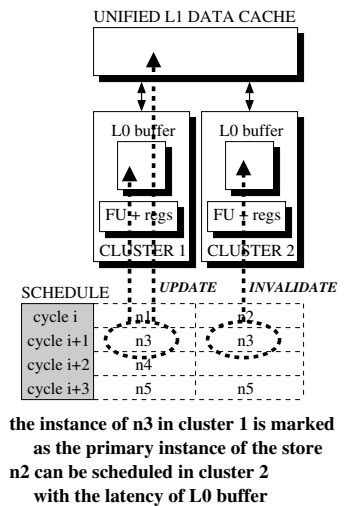 UNIFIED L1 DATA CACHE
L0 buffer L0 buffer
FU + regs FU + regs
CLUSTER 1 CLUSTER 2
UPDATE INVALIDATE
SCHEDULE
cycle i n1 n2
cycle i+1 n3 n3
cycle i+2 n4
cycle i+3 n5 n5
the instance of n3 in cluster 1 is marked
as the primary instance of the store
n2 can be scheduled in cluster 2
with the latency of L0 buffer